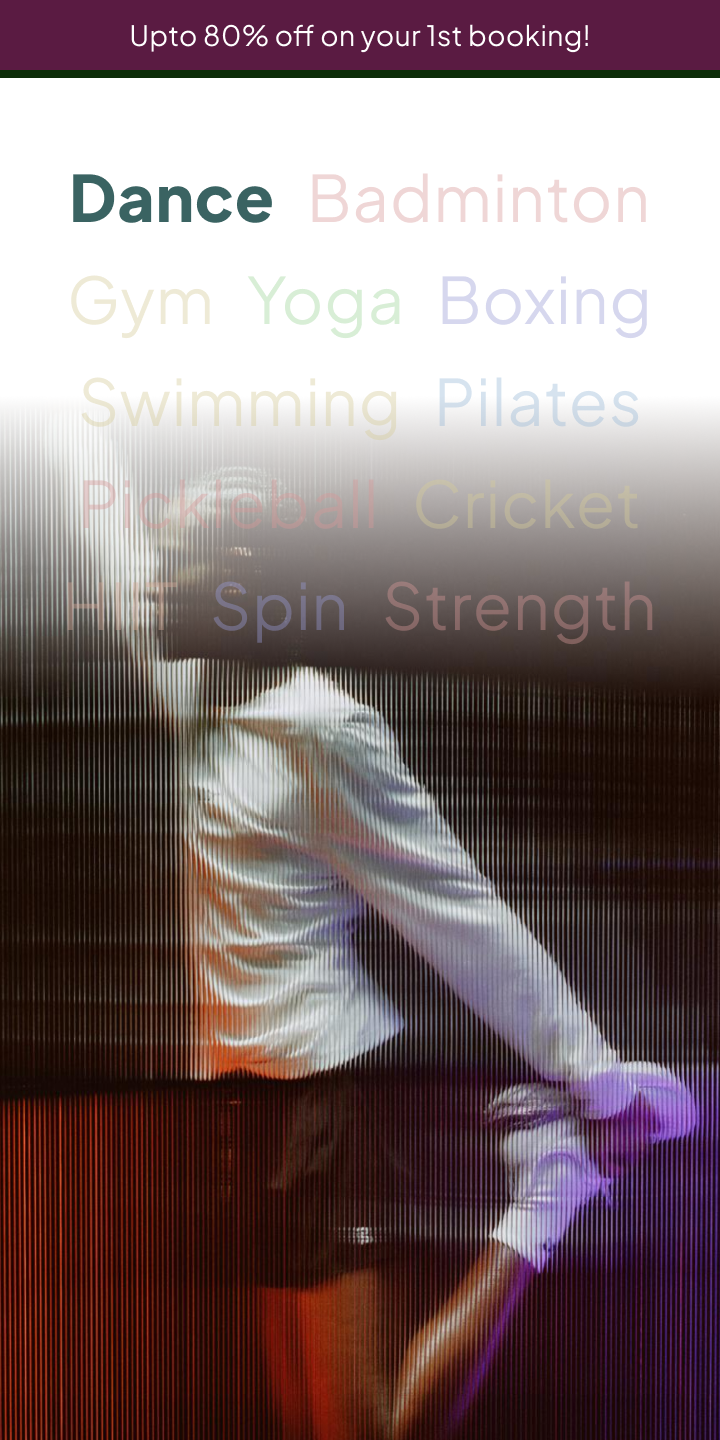 Upto 80% off on your 1st booking!
Dance Badminton
Gym Yoga Boxing
Swimming Pilates
Pickleball Cricket
HIIT Spin Strength